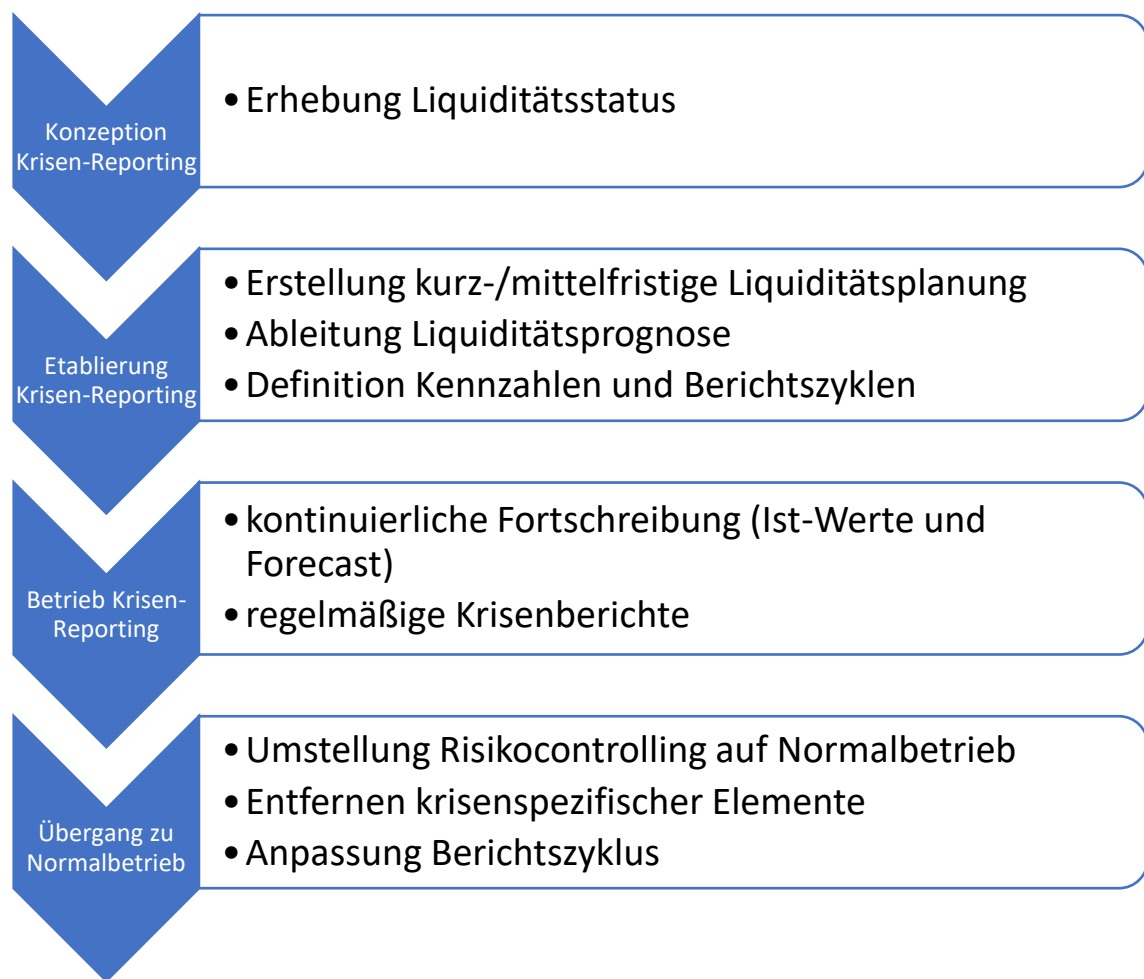 Konzeption
Krisen-Reporting
• Erhebung Liquiditätsstatus
Etablierung
Krisen-Reporting
• Erstellung kurz-/mittelfristige Liquiditätsplanung
• Ableitung Liquiditätsprognose
• Definition Kennzahlen und Berichtszyklen
Betrieb Krisen-
Reporting
• kontinuierliche Fortschreibung (Ist-Werte und
Forecast)
• regelmäßige Krisenberichte
Übergang zu
Normalbetrieb
• Umstellung Risikocontrolling auf Normalbetrieb
• Entfernen krisenspezifischer Elemente
• Anpassung Berichtszyklus